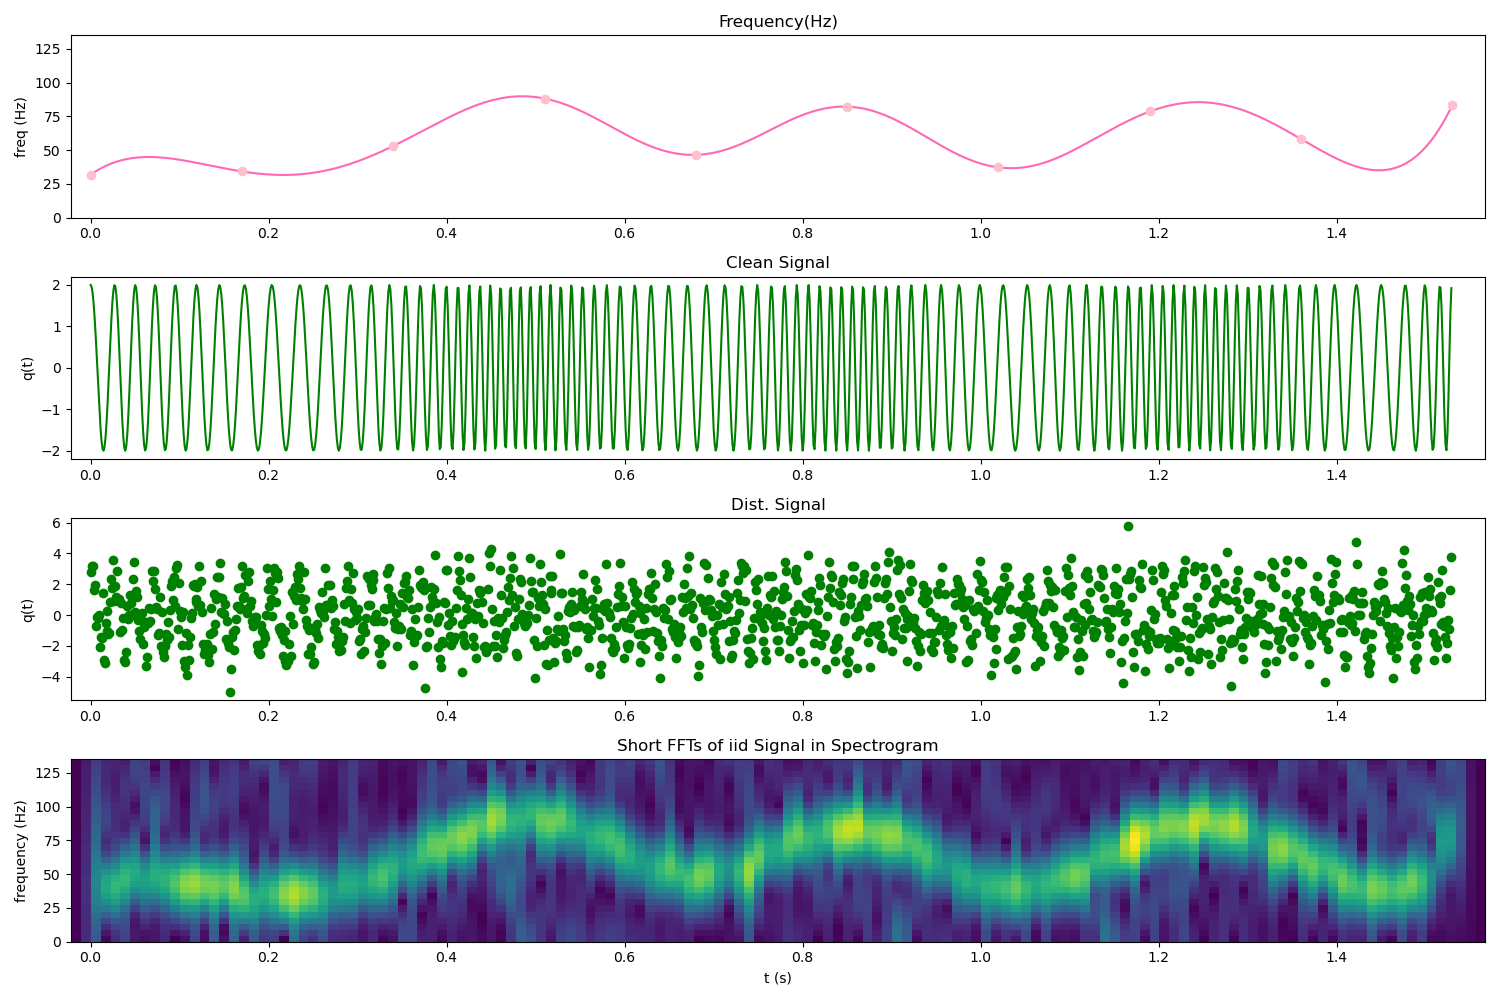 Frequency(Hz)
freq (Hz)
125
100
75
50
25
0
0.0 0.2 0.4 0.6 0.8 1.0 1.2 1.4
Clean Signal
q(t)
2
1
0
−1
−2
0.0 0.2 0.4 0.6 0.8 1.0 1.2 1.4
Dist. Signal
q(t)
6
4
2
0
−2
−4
0.0 0.2 0.4 0.6 0.8 1.0 1.2 1.4
Short FFTs of iid Signal in Spectrogram
frequency (Hz)
125
100
75
50
25
0
0.0 0.2 0.4 0.6 0.8 1.0 1.2 1.4
t (s)